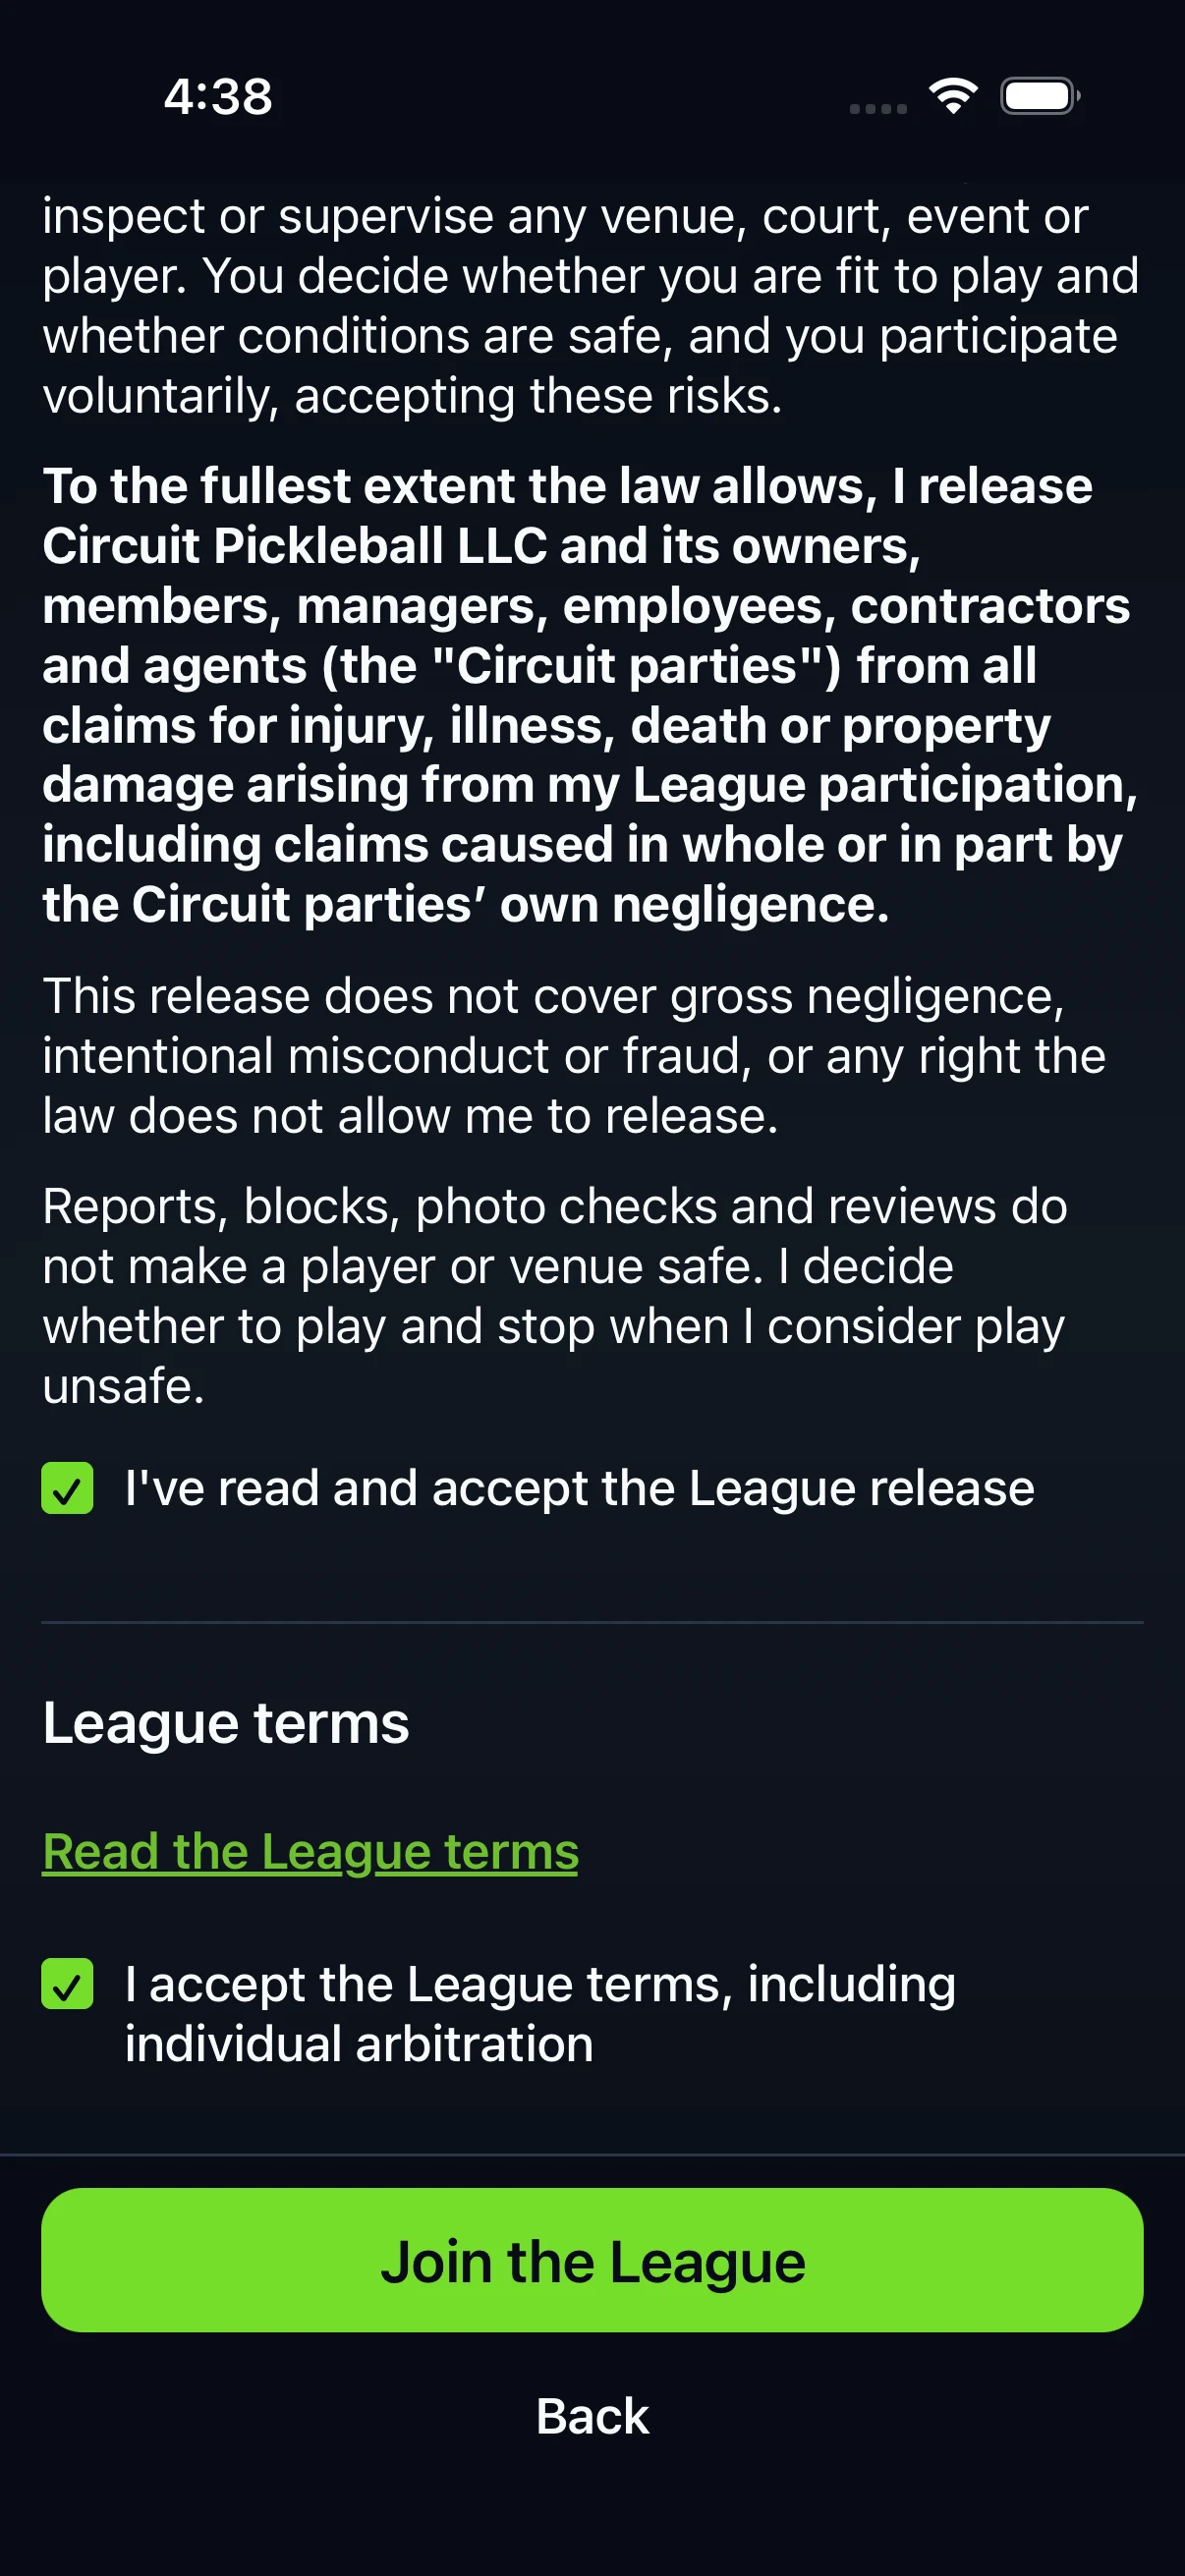 4:38
inspect or supervise any venue, court, event or
player. You decide whether you are fit to play and
whether conditions are safe, and you participate
voluntarily, accepting these risks.
To the fullest extent the law allows, I release
Circuit Pickleball LLC and its owners,
members, managers, employees, contractors
and agents (the "Circuit parties") from all
claims for injury, illness, death or property
damage arising from my League participation,
including claims caused in whole or in part by
the Circuit parties’ own negligence.
This release does not cover gross negligence,
intentional misconduct or fraud, or any right the
law does not allow me to release.
Reports, blocks, photo checks and reviews do
not make a player or venue safe. I decide
whether to play and stop when I consider play
unsafe.
I've read and accept the League release
League terms
Read the League terms
I accept the League terms, including
individual arbitration
Join the League
Back